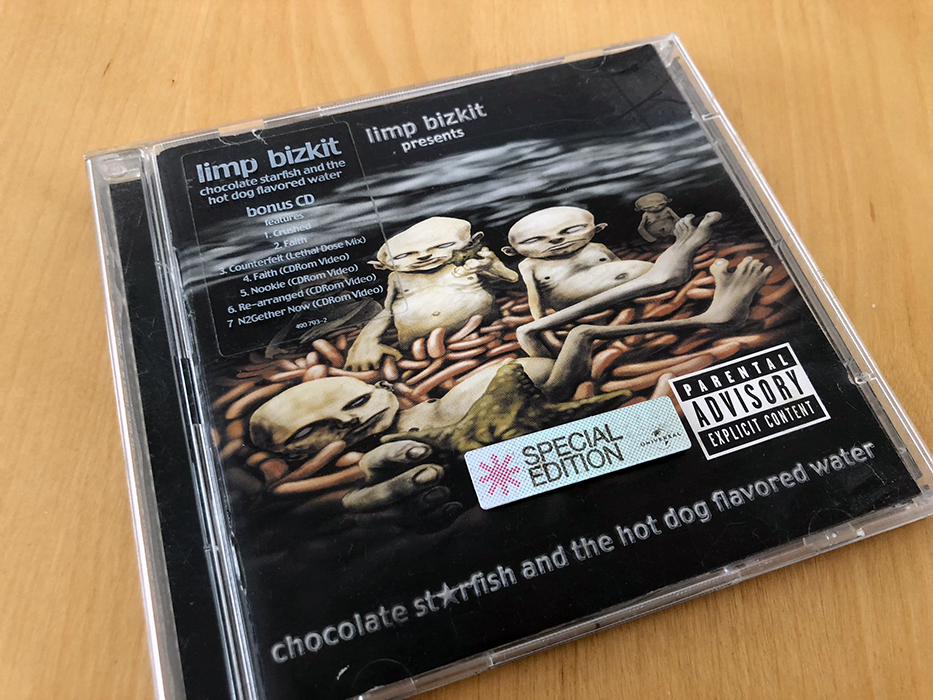 limp bizkit
chocolate starfish and the
hot dog flavored water
bonus CD
features
1. Crushed
2. Faith
3. Counterfeit (Lethal Dose Mix)
4. Faith (CDRom Video)
5. Nookie (CDRom Video)
6. Re-arranged (CDRom Video)
7 N2Gether Now (CDRom Video)
490 793-2
limp bizkit
presents
PARENTAL
ADVISORY
EXPLICIT CONTENT
SPECIAL
EDITION
UNIVERSAL
chocolate st★rfish and the hot dog flavored water